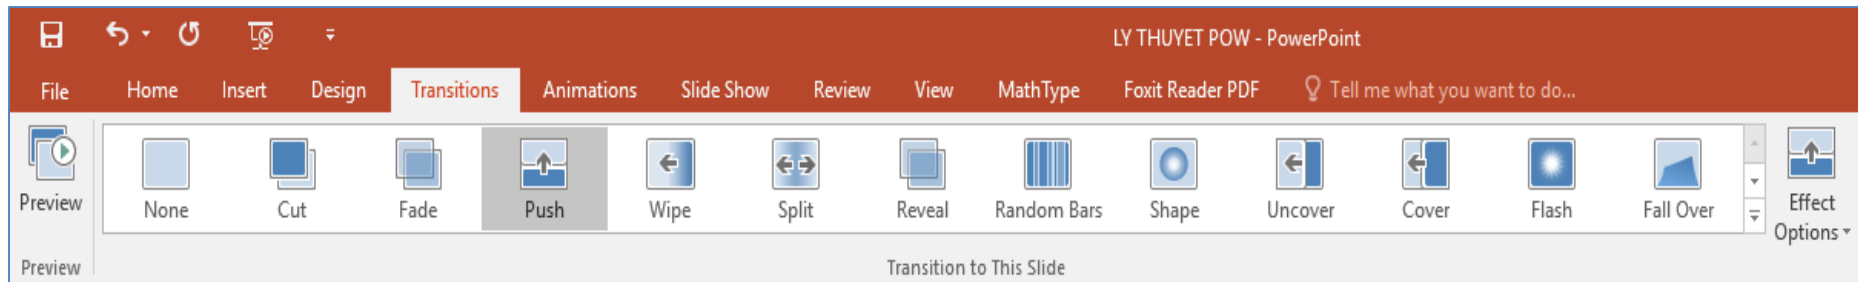 LY THUYET POW - PowerPoint
File Home Insert Design Transitions Animations Slide Show Review View MathType Foxit Reader PDF Tell me what you want to do...
Preview None Cut Fade Push Wipe Split Reveal Random Bars Shape Uncover Cover Flash Fall Over Effect
Options
Preview Transition to This Slide